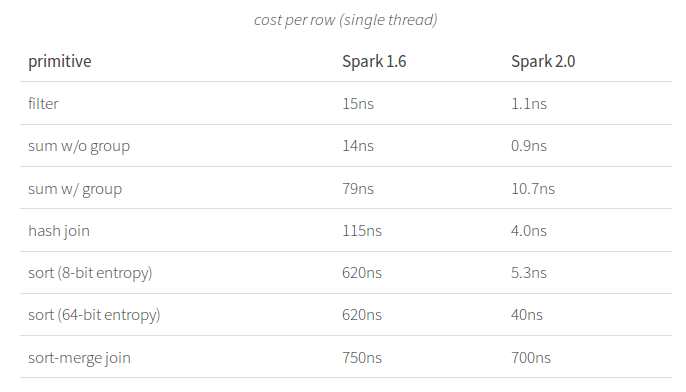 cost per row (single thread)
primitive Spark 1.6 Spark 2.0
filter 15ns 1.1ns
sum w/o group 14ns 0.9ns
sum w/ group 79ns 10.7ns
hash join 115ns 4.0ns
sort (8-bit entropy) 620ns 5.3ns
sort (64-bit entropy) 620ns 40ns
sort-merge join 750ns 700ns